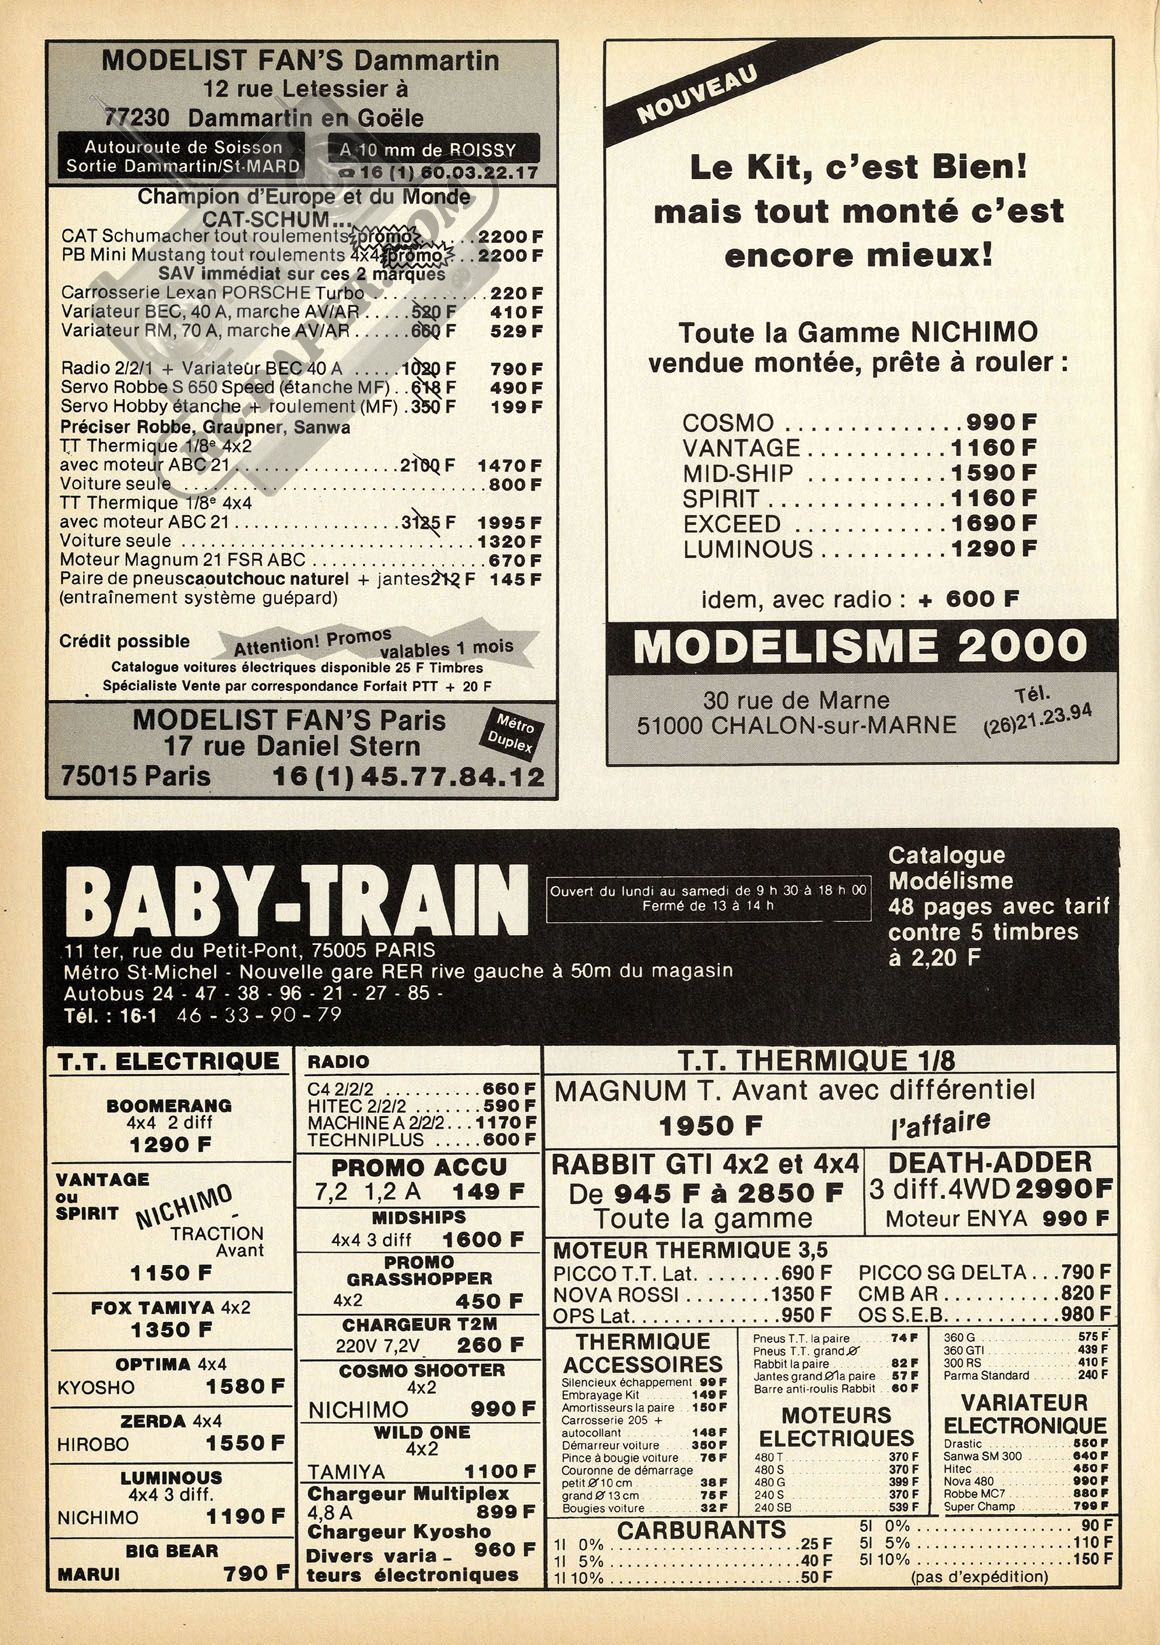 MODELIST FAN'S Dammartin
12 rue Letessier à
77230 Dammartin en Goële
Autouroute de Soisson
Sortie Dammartin/St-MARD
A 10 mm de ROISSY
☎ 16 (1) 60.03.22.17
Champion d'Europe et du Monde
CAT-SCHUM...
CAT Schumacher tout roulements promo ... 2200 F
PB Mini Mustang tout roulements 4x4 promo ... 2200 F
SAV immédiat sur ces 2 marques
Carrosserie Lexan PORSCHE Turbo ............ 220 F
Variateur BEC, 40 A, marche AV/AR ..... 520 F 410 F
Variateur RM, 70 A, marche AV/AR ...... 660 F 529 F
Radio 2/2/1 + Variateur BEC 40 A ..... 1020 F 790 F
Servo Robbe S 650 Speed (étanche MF) .. 618 F 490 F
Servo Hobby étanche + roulement (MF) . 350 F 199 F
Préciser Robbe, Graupner, Sanwa
TT Thermique 1/8e 4x2
avec moteur ABC 21 ................. 2100 F 1470 F
Voiture seule ................................ 800 F
TT Thermique 1/8e 4x4
avec moteur ABC 21 ................. 3125 F 1995 F
Voiture seule ............................... 1320 F
Moteur Magnum 21 FSR ABC .................. 670 F
Paire de pneus caoutchouc naturel + jantes 212 F 145 F
(entraînement système guépard)
Crédit possible
Attention! Promos
valables 1 mois
Catalogue voitures électriques disponible 25 F Timbres
Spécialiste Vente par correspondance Forfait PTT + 20 F
MODELIST FAN'S Paris
17 rue Daniel Stern
75015 Paris 16 (1) 45.77.84.12
Métro
Duplex
RC-PAPER.COM
NOUVEAU
Le Kit, c'est Bien!
mais tout monté c'est
encore mieux!
Toute la Gamme NICHIMO
vendue montée, prête à rouler :
COSMO .............. 990 F
VANTAGE ........... 1160 F
MID-SHIP ........... 1590 F
SPIRIT .............. 1160 F
EXCEED ............ 1690 F
LUMINOUS .......... 1290 F
idem, avec radio : + 600 F
MODELISME 2000
30 rue de Marne
51000 CHALON-sur-MARNE
Tél.
(26)21.23.94
BABY-TRAIN
Ouvert du lundi au samedi de 9 h 30 à 18 h 00
Fermé de 13 à 14 h
Catalogue
Modélisme
48 pages avec tarif
contre 5 timbres
à 2,20 F
11 ter, rue du Petit-Pont, 75005 PARIS
Métro St-Michel - Nouvelle gare RER rive gauche à 50m du magasin
Autobus 24 - 47 - 38 - 96 - 21 - 27 - 85 -
Tél. : 16-1 46 - 33 - 90 - 79
T.T. ELECTRIQUE
BOOMERANG
4x4 2 diff
1290 F
VANTAGE
ou
SPIRIT
NICHIMO
TRACTION -
Avant
1150 F
FOX TAMIYA 4x2
1350 F
OPTIMA 4x4
KYOSHO 1580 F
ZERDA 4x4
HIROBO 1550 F
LUMINOUS
4x4 3 diff.
NICHIMO 1190 F
BIG BEAR
MARUI 790 F
RADIO
C4 2/2/2 .......... 660 F
HITEC 2/2/2 ....... 590 F
MACHINE A 2/2/2 ... 1170 F
TECHNIPLUS ..... 600 F
PROMO ACCU
7,2 1,2 A 149 F
MIDSHIPS
4x4 3 diff 1600 F
PROMO
GRASSHOPPER
4x2 450 F
CHARGEUR T2M
220V 7,2V 260 F
COSMO SHOOTER
4x2
NICHIMO 990 F
WILD ONE
4x2
TAMIYA 1100 F
Chargeur Multiplex
4,8 A 899 F
Chargeur Kyosho
960 F
Divers varia -
teurs électroniques
T.T. THERMIQUE 1/8
MAGNUM T. Avant avec différentiel
1950 F l'affaire
RABBIT GTI 4x2 et 4x4
De 945 F à 2850 F
Toute la gamme
DEATH-ADDER
3 diff.4WD 2990F
Moteur ENYA 990 F
MOTEUR THERMIQUE 3,5
PICCO T.T. Lat. ........ 690 F
NOVA ROSSI ........ 1350 F
OPS Lat. ............. 950 F
PICCO SG DELTA ... 790 F
CMB AR ............ 820 F
OS S.E.B. ........... 980 F
THERMIQUE
ACCESSOIRES
Silencieux échappement 99 F
Embrayage Kit 149 F
Amortisseurs la paire 150 F
Carrosserie 205 +
autocollant 148 F
Démarreur voiture 350 F
Pince à bougie voiture 76 F
Couronne de démarrage
petit Ø 10 cm 38 F
grand Ø 13 cm 75 F
Bougies voiture 32 F
Pneus T.T. la paire 74 F
Pneus T.T. grand Ø
Rabbit la paire 82 F
Jantes grand Ø la paire 57 F
Barre anti-roulis Rabbit 60 F
MOTEURS
ELECTRIQUES
480 T 370 F
480 S 370 F
480 G 399 F
240 S 370 F
240 SB 539 F
360 G 575 F
360 GTI 439 F
300 RS 410 F
Parma Standard 240 F
VARIATEUR
ELECTRONIQUE
Drastic 550 F
Sanwa SM 300 640 F
Hitec 450 F
Nova 480 990 F
Robbe MC7 880 F
Super Champ 799 F
CARBURANTS
1l 0% ......................... 25 F
1l 5% ......................... 40 F
1l 10% ........................ 50 F
5l 0% .................... 90 F
5l 5% .................... 110 F
5l 10% ................... 150 F
(pas d'expédition)